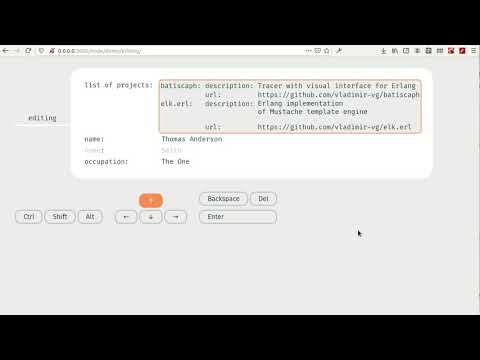 0.0.0.0:3000/node/demo/editing/
list of projects:
batiscaph: description: Tracer with visual interface for Erlang
url: https://github.com/vladimir-vg/batiscaph
elk.erl: description: Erlang implementation
of Mustache template engine
url: https://github.com/vladimir-vg/elk.erl
editing
name: Thomas Anderson
Smith
occupation: The One
↑
Backspace Del
Ctrl Shift Alt ← ↓ → Enter